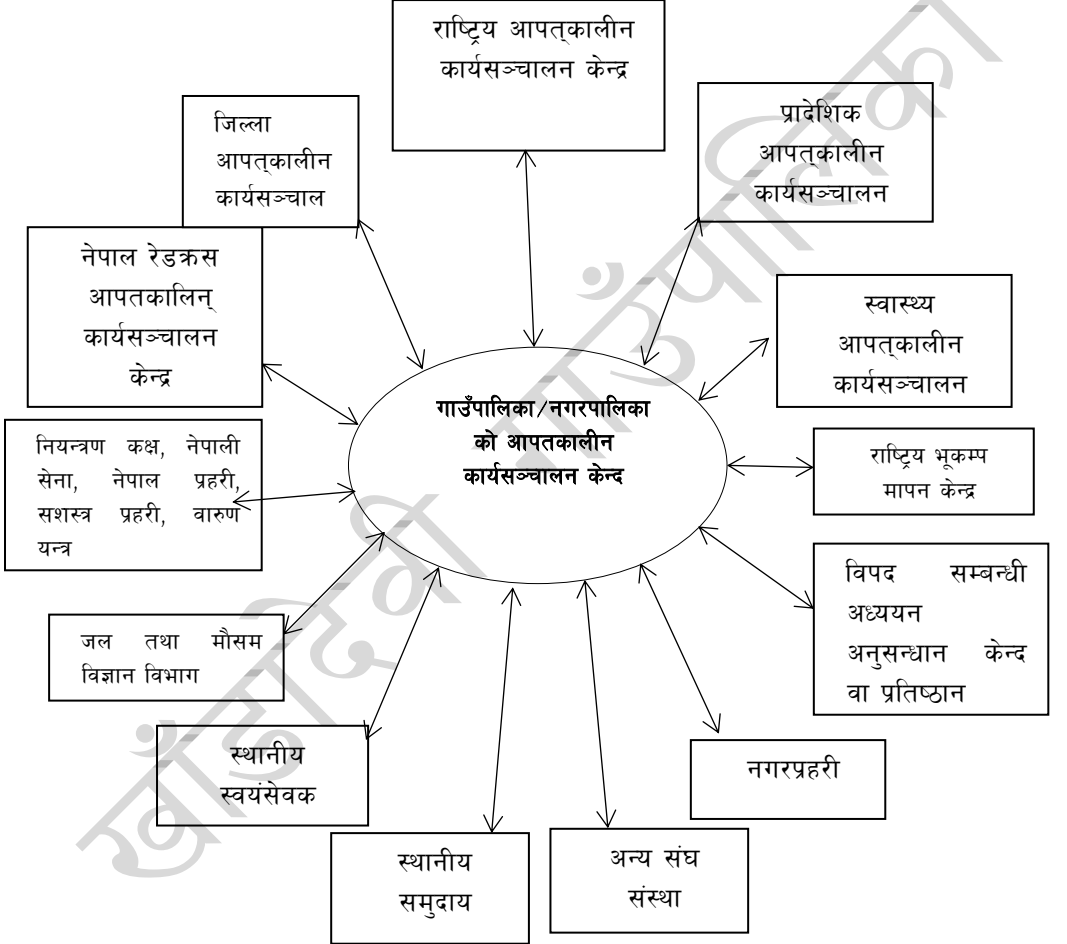 राष्ट्रिय आपत्‌कालीन
कार्यसञ्चालन केन्द्र
जिल्ला
आपत्‌कालीन
कार्यसञ्चाल
प्रादेशिक
आपत्‌कालीन
कार्यसञ्चालन
नेपाल रेडक्रस
आपतकालिन्
कार्यसञ्चालन
केन्द्र
स्वास्थ्य
आपत्‌कालीन
कार्यसञ्चालन
गाउँपालिका/नगरपालिका
को आपतकालीन
कार्यसञ्चालन केन्द
नियन्त्रण कक्ष, नेपाली
सेना, नेपाल प्रहरी,
सशस्त्र प्रहरी, वारुण
यन्त्र
राष्ट्रिय भूकम्प
मापन केन्द्र
विपद सम्बन्धी
अध्ययन
अनुसन्धान केन्द
वा प्रतिष्ठान
जल तथा मौसम
विज्ञान विभाग
स्थानीय
स्वयंसेवक
नगरप्रहरी
स्थानीय
समुदाय
अन्य संघ
संस्था
खाँडादेवी गाउँपालिका